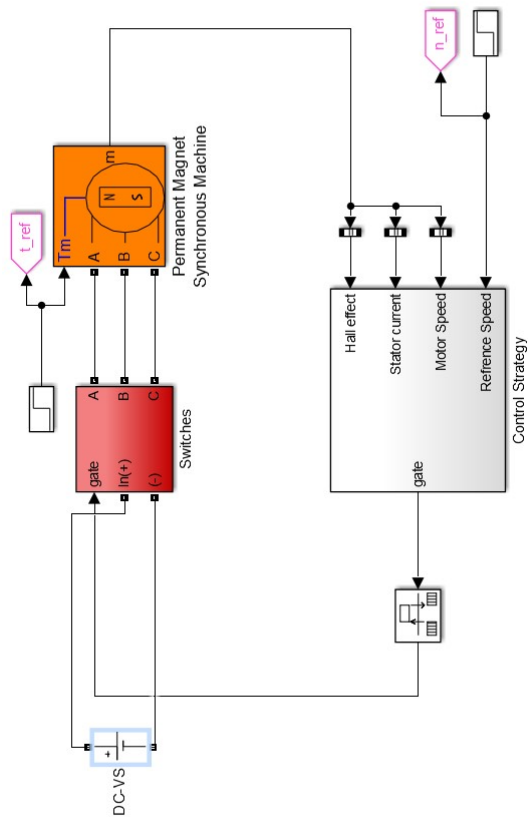 DC-VS
+
gate
In(+)
(-)
A
B
C
Switches
t_ref
Tm
A
B
C
m
N
S
Permanent Magnet
Synchronous Machine
gate
Hall effect
Stator current
Motor Speed
Refrence Speed
Control Strategy
n_ref